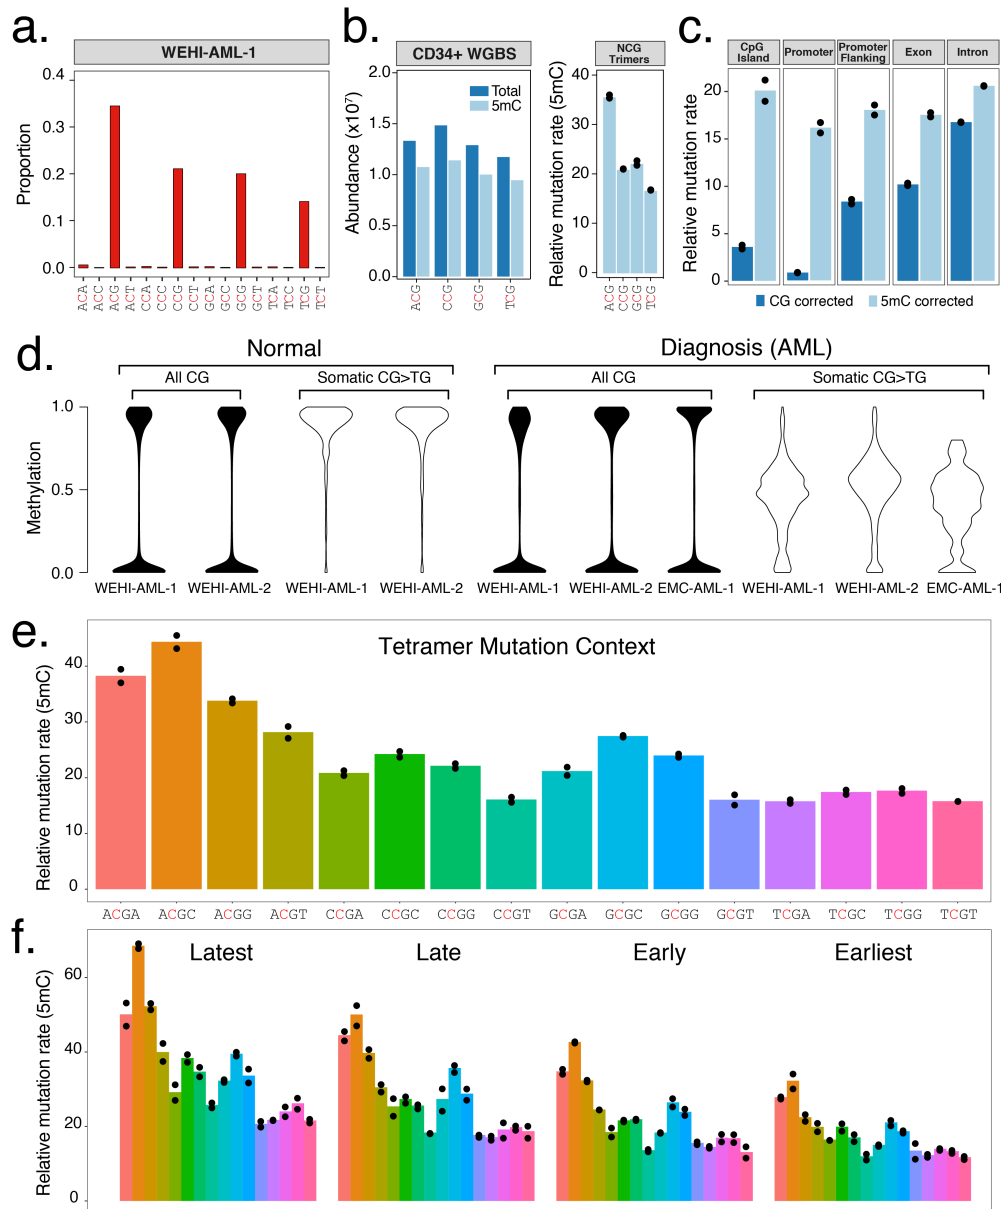 a.
WEHI-AML-1
Proportion
0.4
0.3
0.2
0.1
0.0
ACA ACC ACG ACT CCA CCC CCG CCT GCA GCC GCG GCT TCA TCC TCG TCT
b.
CD34+ WGBS
Abundance (x10⁷)
2.0
1.5
1.0
0.5
0.0
Total
5mC
ACG CCG GCG TCG
NCG
Trimers
Relative mutation rate (5mC)
40
30
20
10
0
ACG CCG GCG TCG
c.
CpG
Island
Promoter
Promoter
Flanking
Exon
Intron
Relative mutation rate
20
15
10
5
0
CG corrected 5mC corrected
d.
Normal
Diagnosis (AML)
All CG Somatic CG>TG All CG Somatic CG>TG
Methylation
1.0
0.5
0.0
WEHI-AML-1 WEHI-AML-2 WEHI-AML-1 WEHI-AML-2 WEHI-AML-1 WEHI-AML-2 EMC-AML-1 WEHI-AML-1 WEHI-AML-2 EMC-AML-1
e.
Tetramer Mutation Context
Relative mutation rate (5mC)
40
30
20
10
0
ACGA ACGC ACGG ACGT CCGA CCGC CCGG CCGT GCGA GCGC GCGG GCGT TCGA TCGC TCGG TCGT
f.
Latest Late Early Earliest
Relative mutation rate (5mC)
60
40
20
0